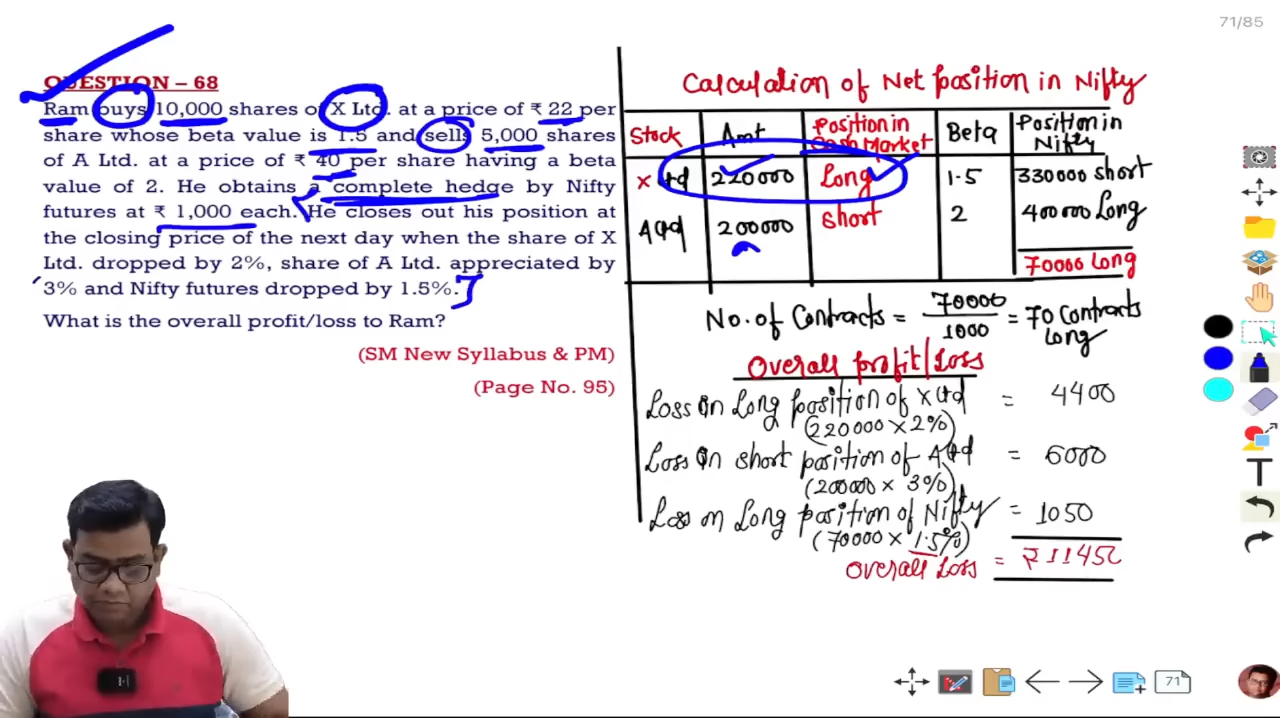 71/85
QUESTION – 68
Ram buys 10,000 shares of X Ltd. at a price of ₹ 22 per
share whose beta value is 1.5 and sells 5,000 shares
of A Ltd. at a price of ₹ 40 per share having a beta
value of 2. He obtains a complete hedge by Nifty
futures at ₹ 1,000 each. He closes out his position at
the closing price of the next day when the share of X
Ltd. dropped by 2%, share of A Ltd. appreciated by
3% and Nifty futures dropped by 1.5%.
What is the overall profit/loss to Ram?
(SM New Syllabus & PM)
(Page No. 95)
Calculation of Net position in Nifty
Stock Amt Position in Cash Market Beta Position in Nifty
X Ltd 220000 Long 1.5 330000 short
A Ltd 200000 short 2 400000 Long
70000 Long
No. of Contracts = 70000/1000 = 70 Contracts Long
Overall profit/Loss
Loss on Long position of X Ltd = 4400
(220000 × 2%)
Loss on short position of A Ltd = 6000
(200000 × 3%)
Loss on Long position of Nifty = 1050
(70000 × 1.5%)
Overall Loss = ₹ 11450
T
71